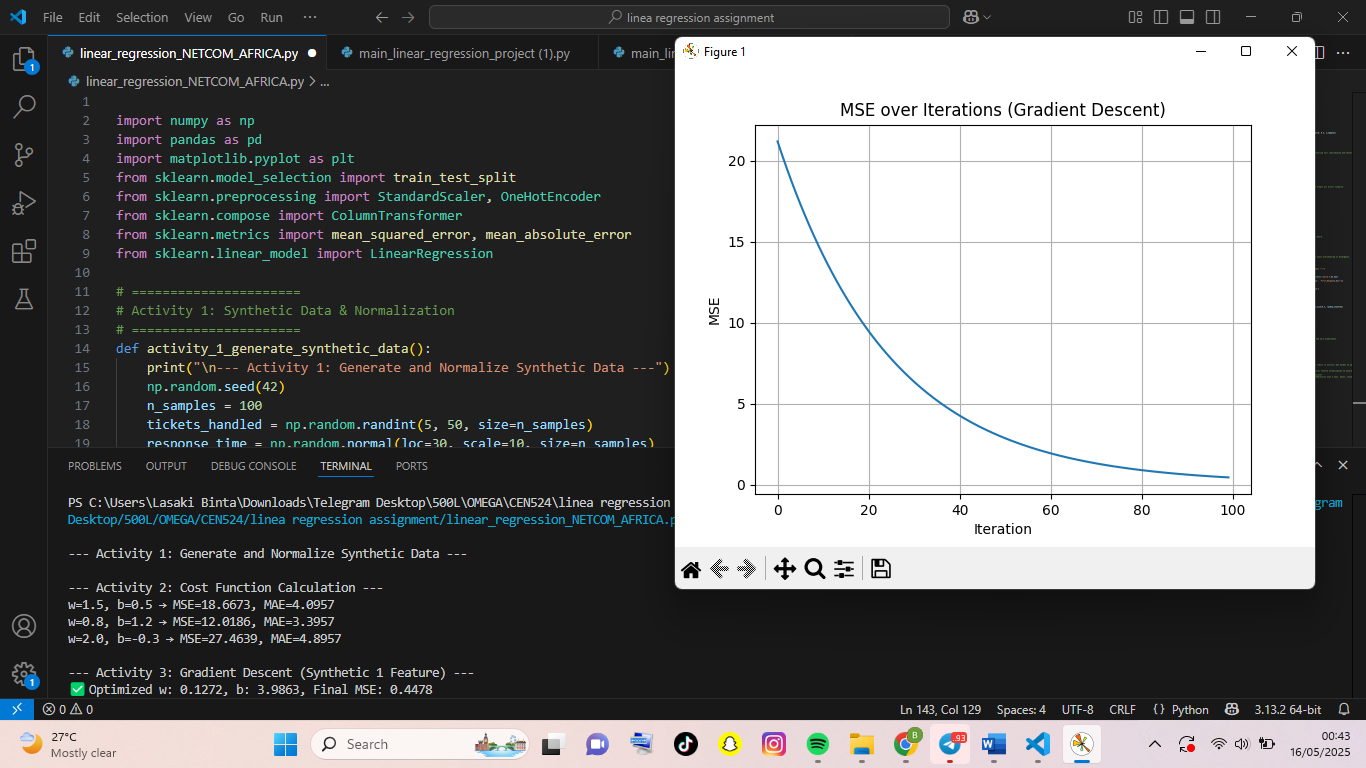 File Edit Selection View Go Run ···
linea regression assignment
linear_regression_NETCOM_AFRICA.py
main_linear_regression_project (1).py
main_li
linear_regression_NETCOM_AFRICA.py > ...
1
2 import numpy as np
3 import pandas as pd
4 import matplotlib.pyplot as plt
5 from sklearn.model_selection import train_test_split
6 from sklearn.preprocessing import StandardScaler, OneHotEncoder
7 from sklearn.compose import ColumnTransformer
8 from sklearn.metrics import mean_squared_error, mean_absolute_error
9 from sklearn.linear_model import LinearRegression
10
11 # ======================
12 # Activity 1: Synthetic Data & Normalization
13 # ======================
14 def activity_1_generate_synthetic_data():
15 print("\n--- Activity 1: Generate and Normalize Synthetic Data ---")
16 np.random.seed(42)
17 n_samples = 100
18 tickets_handled = np.random.randint(5, 50, size=n_samples)
19 response_time = np.random.normal(loc=30, scale=10, size=n_samples)
Figure 1
MSE over Iterations (Gradient Descent)
20
15
10
5
0
MSE
0 20 40 60 80 100
Iteration
PROBLEMS OUTPUT DEBUG CONSOLE TERMINAL PORTS
PS C:\Users\Lasaki Binta\Downloads\Telegram Desktop\500L\OMEGA\CEN524\linea regression
gram
Desktop/500L/OMEGA/CEN524/linea regression assignment/linear_regression_NETCOM_AFRICA.p
--- Activity 1: Generate and Normalize Synthetic Data ---
--- Activity 2: Cost Function Calculation ---
w=1.5, b=0.5 → MSE=18.6673, MAE=4.0957
w=0.8, b=1.2 → MSE=12.0186, MAE=3.3957
w=2.0, b=-0.3 → MSE=27.4639, MAE=4.8957
--- Activity 3: Gradient Descent (Synthetic 1 Feature) ---
✅ Optimized w: 0.1272, b: 3.9863, Final MSE: 0.4478
1
1
0 0
Ln 143, Col 129 Spaces: 4 UTF-8 CRLF {} Python 3.13.2 64-bit
27°C
Mostly clear
Search
B
93
00:43
16/05/2025